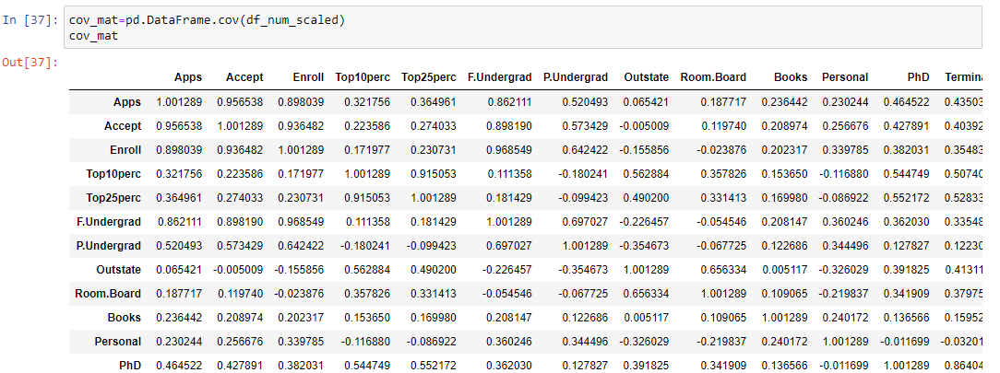 In [37]: cov_mat=pd.DataFrame.cov(df_num_scaled)
cov_mat
Out[37]:
Apps Accept Enroll Top10perc Top25perc F.Undergrad P.Undergrad Outstate Room.Board Books Personal PhD Termina
Apps 1.001289 0.956538 0.898039 0.321756 0.364961 0.862111 0.520493 0.065421 0.187717 0.236442 0.230244 0.464522 0.43503
Accept 0.956538 1.001289 0.936482 0.223586 0.274033 0.898190 0.573429 -0.005009 0.119740 0.208974 0.256676 0.427891 0.40392
Enroll 0.898039 0.936482 1.001289 0.171977 0.230731 0.968549 0.642422 -0.155856 -0.023876 0.202317 0.339785 0.382031 0.35483
Top10perc 0.321756 0.223586 0.171977 1.001289 0.915053 0.111358 -0.180241 0.562884 0.357826 0.153650 -0.116880 0.544749 0.50740
Top25perc 0.364961 0.274033 0.230731 0.915053 1.001289 0.181429 -0.099423 0.490200 0.331413 0.169980 -0.086922 0.552172 0.52833
F.Undergrad 0.862111 0.898190 0.968549 0.111358 0.181429 1.001289 0.697027 -0.226457 -0.054546 0.208147 0.360246 0.362030 0.33548
P.Undergrad 0.520493 0.573429 0.642422 -0.180241 -0.099423 0.697027 1.001289 -0.354673 -0.067725 0.122686 0.344496 0.127827 0.12230
Outstate 0.065421 -0.005009 -0.155856 0.562884 0.490200 -0.226457 -0.354673 1.001289 0.656334 0.005117 -0.326029 0.391825 0.41311
Room.Board 0.187717 0.119740 -0.023876 0.357826 0.331413 -0.054546 -0.067725 0.656334 1.001289 0.109065 -0.219837 0.341909 0.37975
Books 0.236442 0.208974 0.202317 0.153650 0.169980 0.208147 0.122686 0.005117 0.109065 1.001289 0.240172 0.136566 0.15952
Personal 0.230244 0.256676 0.339785 -0.116880 -0.086922 0.360246 0.344496 -0.326029 -0.219837 0.240172 1.001289 -0.011699 -0.03201
PhD 0.464522 0.427891 0.382031 0.544749 0.552172 0.362030 0.127827 0.391825 0.341909 0.136566 -0.011699 1.001289 0.86404